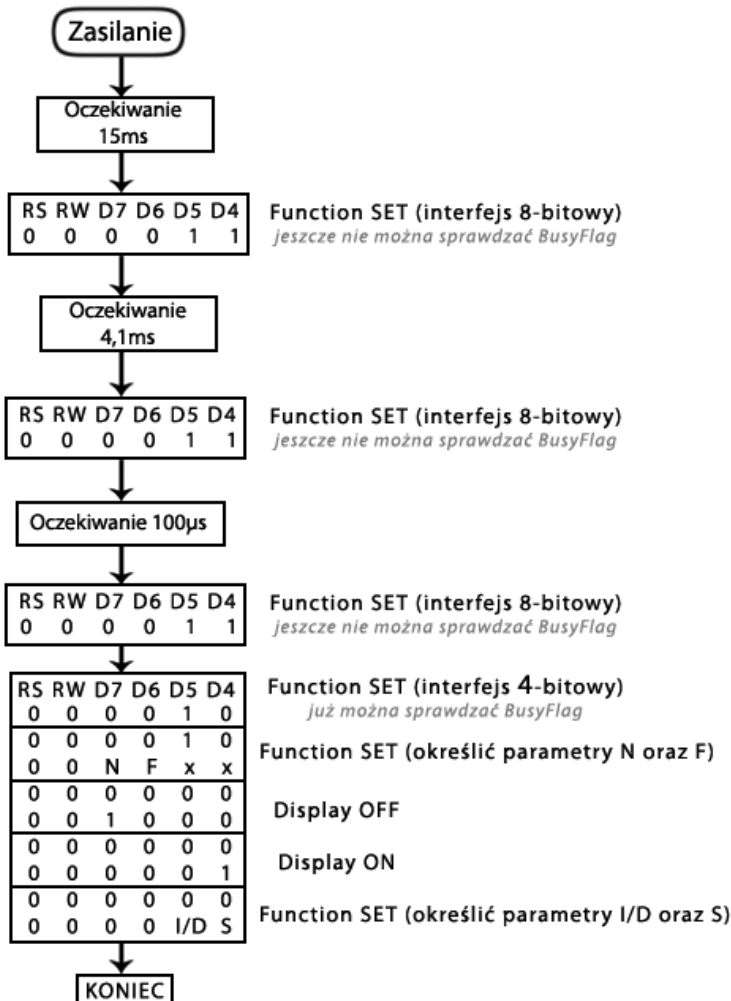 Zasilanie
Oczekiwanie
15ms
RS RW D7 D6 D5 D4
0 0 0 0 1 1
Function SET (interfejs 8-bitowy)
jeszcze nie można sprawdzać BusyFlag
Oczekiwanie
4,1ms
RS RW D7 D6 D5 D4
0 0 0 0 1 1
Function SET (interfejs 8-bitowy)
jeszcze nie można sprawdzać BusyFlag
Oczekiwanie 100µs
RS RW D7 D6 D5 D4
0 0 0 0 1 1
Function SET (interfejs 8-bitowy)
jeszcze nie można sprawdzać BusyFlag
RS RW D7 D6 D5 D4
0 0 0 0 1 0
Function SET (interfejs 4-bitowy)
już można sprawdzać BusyFlag
0 0 0 0 1 0
0 0 N F x x
Function SET (określić parametry N oraz F)
0 0 0 0 0 0
0 0 1 0 0 0
Display OFF
0 0 0 0 0 0
0 0 0 0 0 1
Display ON
0 0 0 0 0 0
0 0 0 0 I/D S
Function SET (określić parametry I/D oraz S)
KONIEC